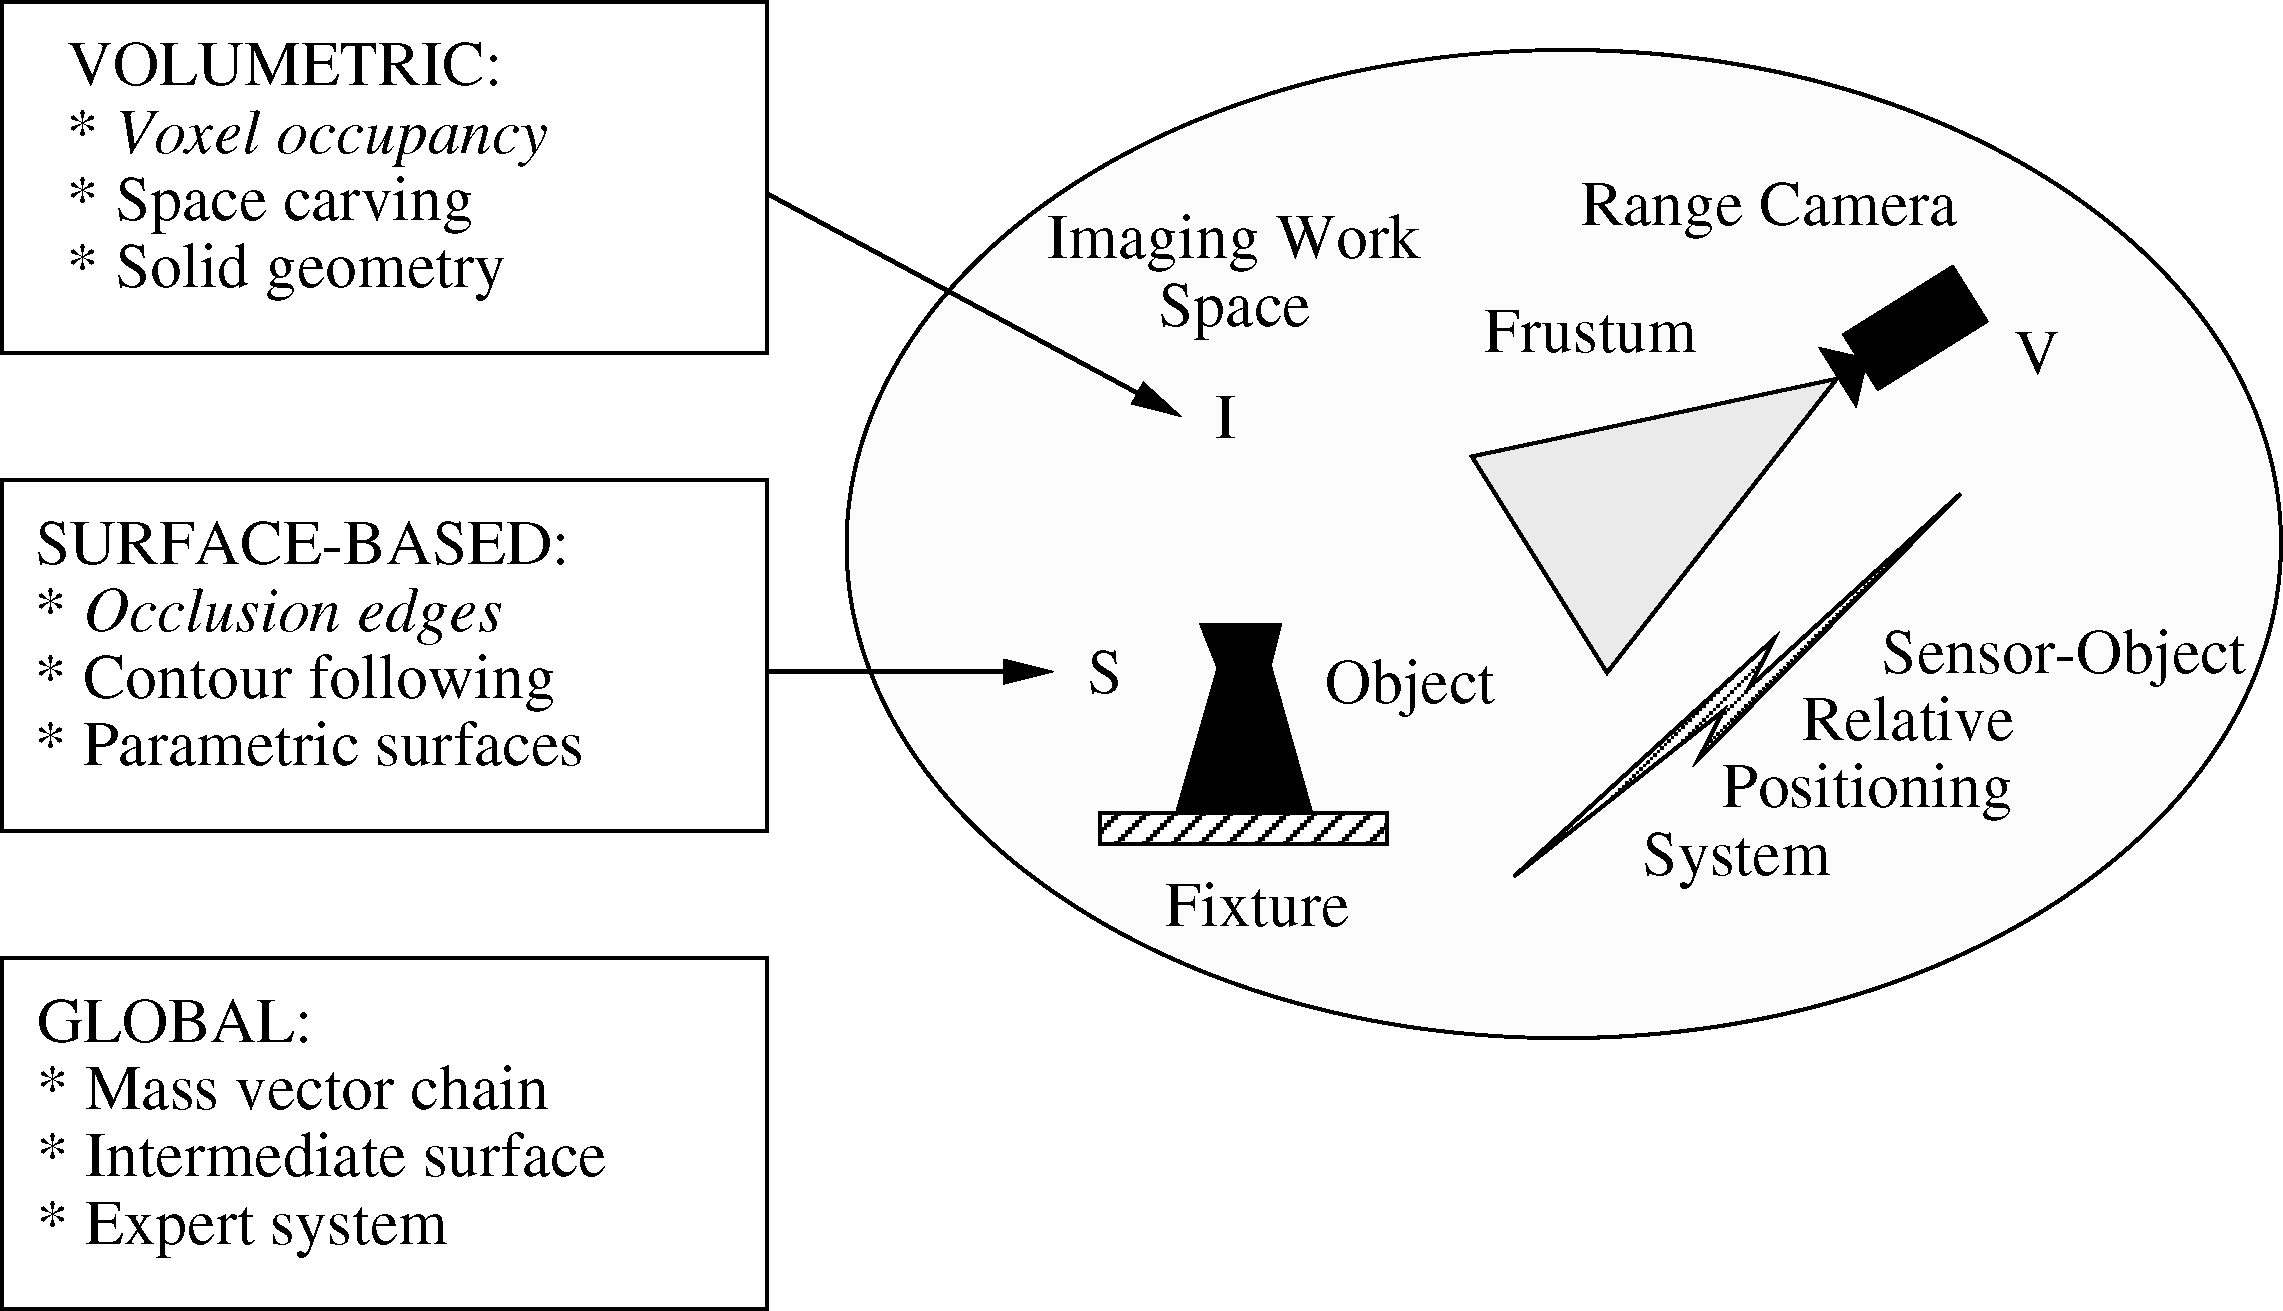 VOLUMETRIC:
* Voxel occupancy
* Space carving
* Solid geometry
SURFACE-BASED:
* Occlusion edges
* Contour following
* Parametric surfaces
GLOBAL:
* Mass vector chain
* Intermediate surface
* Expert system
Imaging Work
Space
I
Range Camera
Frustum
V
S
Object
Fixture
Sensor-Object
Relative
Positioning
System